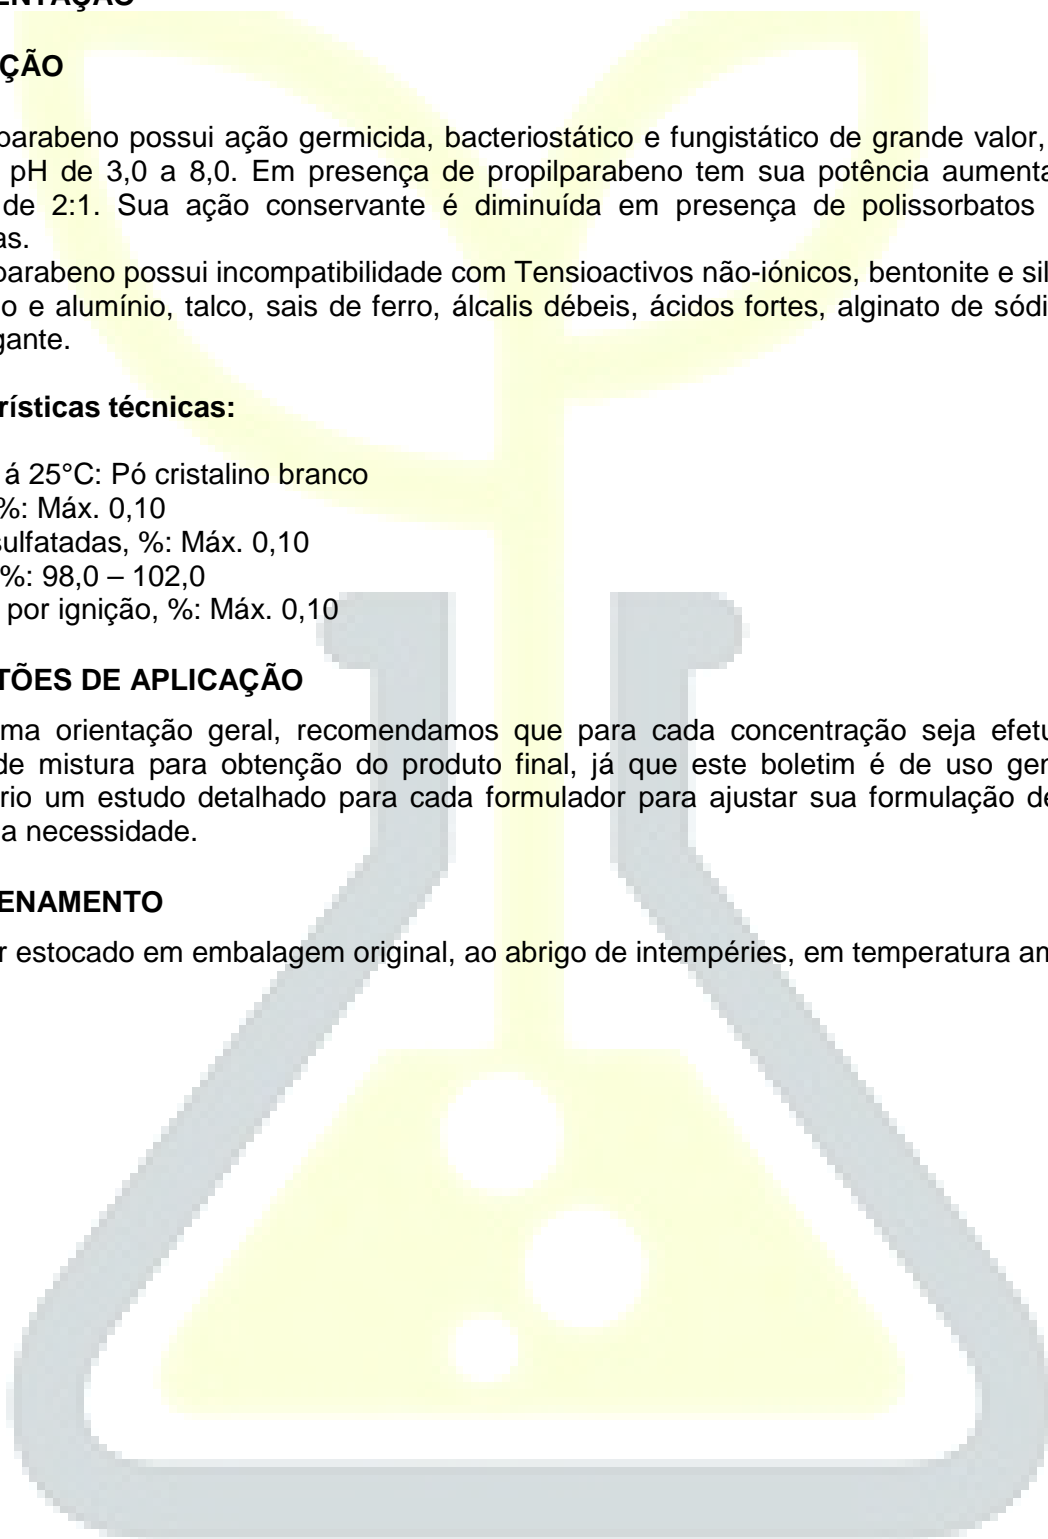 ENTAÇÃO
ÇÃO
parabeno possui ação germicida, bacteriostático e fungistático de grande valor,
pH de 3,0 a 8,0. Em presença de propilparabeno tem sua potência aumenta
de 2:1. Sua ação conservante é diminuída em presença de polissorbatos
as.
parabeno possui incompatibilidade com Tensioactivos não-iónicos, bentonite e sil
o e alumínio, talco, sais de ferro, álcalis débeis, ácidos fortes, alginato de sódi
gante.
rísticas técnicas:
á 25°C: Pó cristalino branco
%: Máx. 0,10
sulfatadas, %: Máx. 0,10
%: 98,0 – 102,0
por ignição, %: Máx. 0,10
TÕES DE APLICAÇÃO
ma orientação geral, recomendamos que para cada concentração seja efetu
de mistura para obtenção do produto final, já que este boletim é de uso ger
rio um estudo detalhado para cada formulador para ajustar sua formulação de
a necessidade.
ENAMENTO
r estocado em embalagem original, ao abrigo de intempéries, em temperatura am